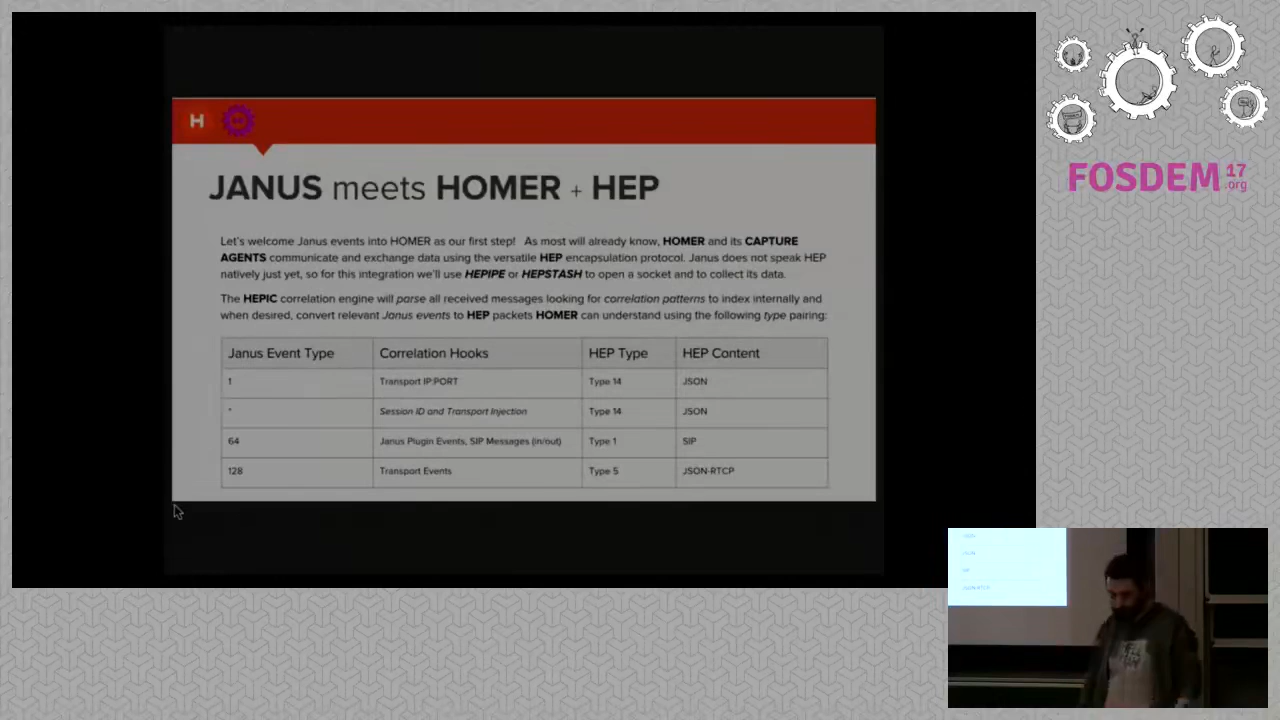 H
JANUS meets HOMER + HEP
Let's welcome Janus events into HOMER as our first step! As most will already know, HOMER and its CAPTURE
AGENTS communicate and exchange data using the versatile HEP encapsulation protocol. Janus does not speak HEP
natively just yet, so for this integration we'll use HEPIPE or HEPSTASH to open a socket and to collect its data.
The HEPIC correlation engine will parse all received messages looking for correlation patterns to index internally and
when desired, convert relevant Janus events to HEP packets HOMER can understand using the following type pairing:
Janus Event Type Correlation Hooks HEP Type HEP Content
1 Transport IP:PORT Type 14 JSON
* Session ID and Transport Injection Type 14 JSON
64 Janus Plugin Events, SIP Messages (in/out) Type 1 SIP
128 Transport Events Type 5 JSON-RTCP
FOSDEM 17
.org
JSON
SIP
JSON-RTCP